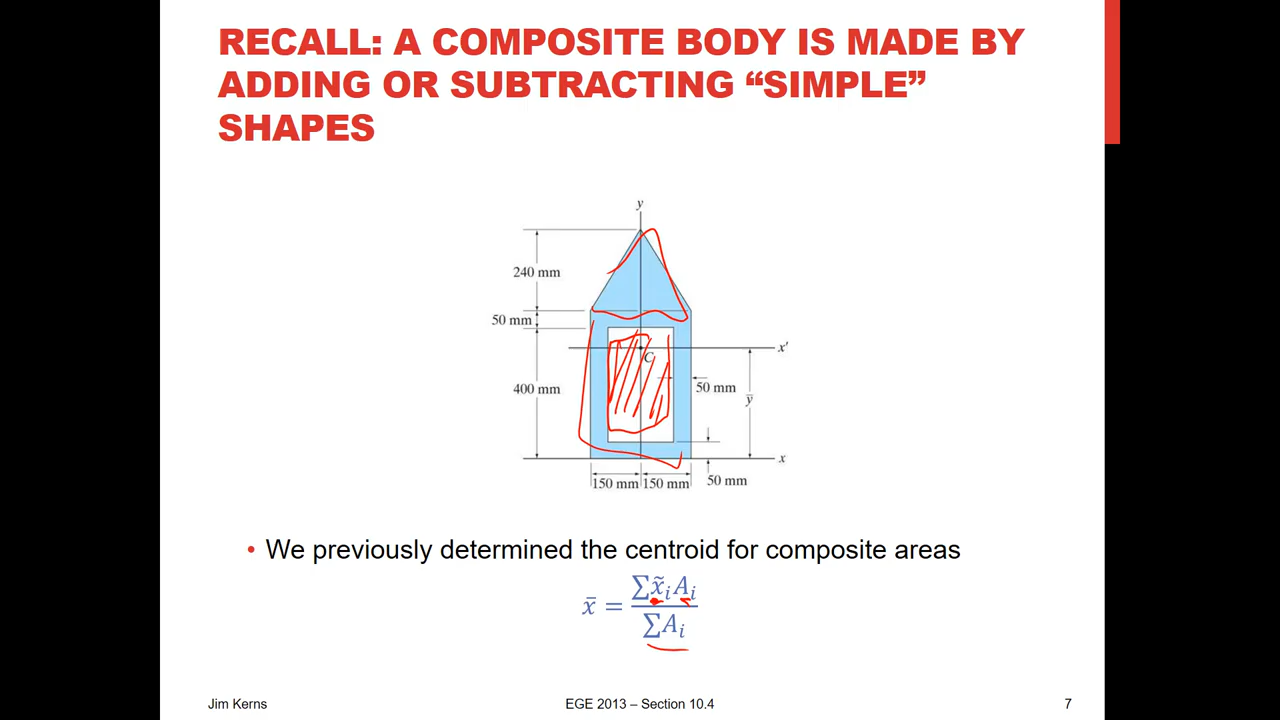 RECALL: A COMPOSITE BODY IS MADE BY
ADDING OR SUBTRACTING “SIMPLE”
SHAPES
y
240 mm
50 mm
x'
C
400 mm
50 mm
y̅
x
150 mm 150 mm
50 mm
• We previously determined the centroid for composite areas
x̄ = ∑x̃ᵢAᵢ / ∑Aᵢ
Jim Kerns
EGE 2013 – Section 10.4
7